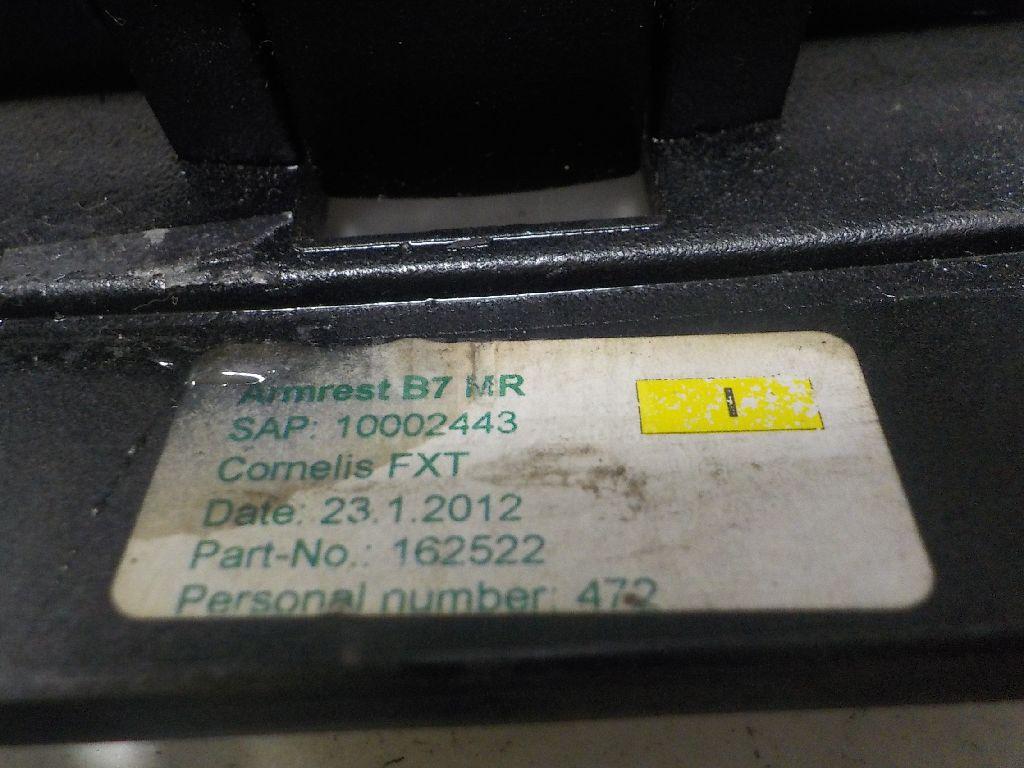 Armrest B7 MR
SAP: 10002443
Cornelis FXT
Date: 23.1.2012
Part-No.: 162522
Personal number: 472
I